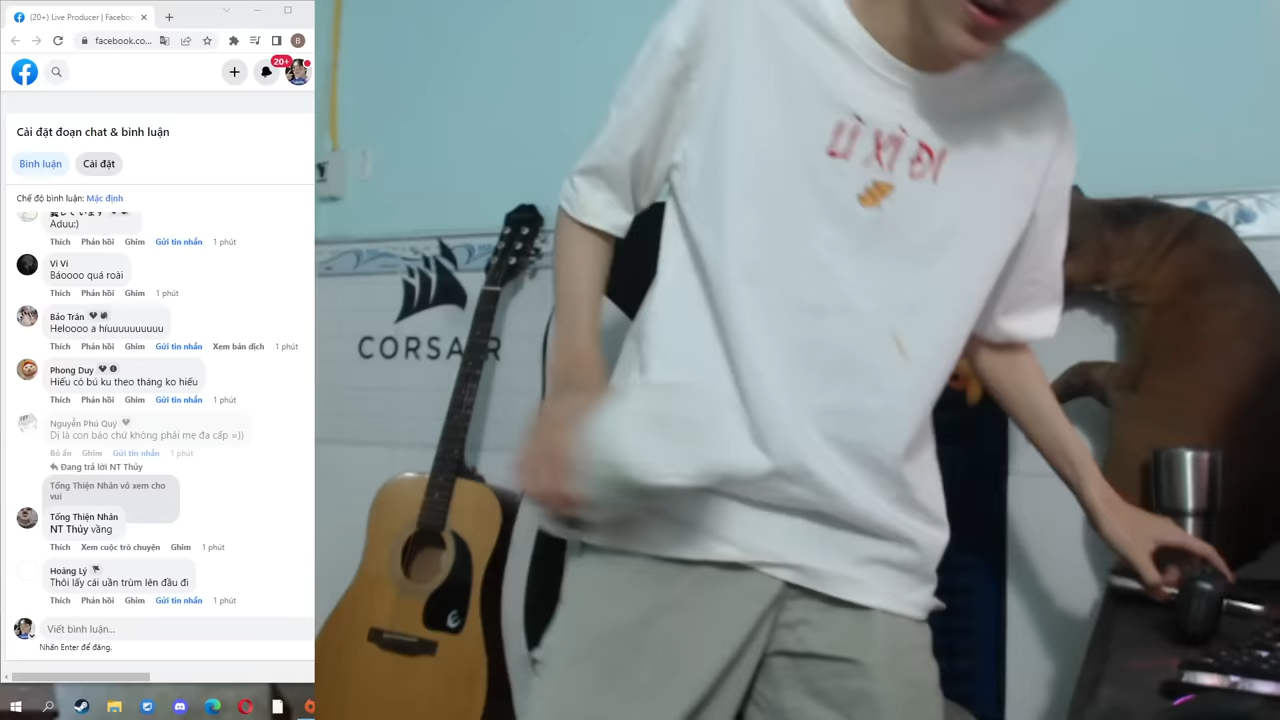 (20+) Live Producer | Facebo
facebook.co...
B
20+
Cài đặt đoạn chat & bình luận
Bình luận
Cài đặt
Chế độ bình luận: Mặc định
Aduu:)
Thích Phản hồi Ghim Gửi tin nhắn 1 phút
Vi Vi
Báoooo quá roài
Thích Phản hồi Ghim 1 phút
Bảo Trân
Heloooo a híuuuuuuuuuu
Thích Phản hồi Ghim Gửi tin nhắn Xem bản dịch 1 phút
Phong Duy
Hiếu có bú ku theo tháng ko hiếu
Thích Phản hồi Ghim Gửi tin nhắn 1 phút
Nguyễn Phú Quý
Dị là con báo chứ không phải mẹ đa cấp =))
Bỏ ẩn Ghim Gửi tin nhắn 1 phút
Đang trả lời NT Thủy
Tống Thiện Nhân vô xem cho
vui
Tống Thiện Nhân
NT Thủy vầng
Thích Xem cuộc trò chuyện Ghim 1 phút
Hoàng Lý
Thôi lấy cái uần trùm lên đầu đi
Thích Phản hồi Ghim Gửi tin nhắn 1 phút
Viết bình luận...
Nhấn Enter để đăng.
LÌ XÌ ĐI
CORSAIR